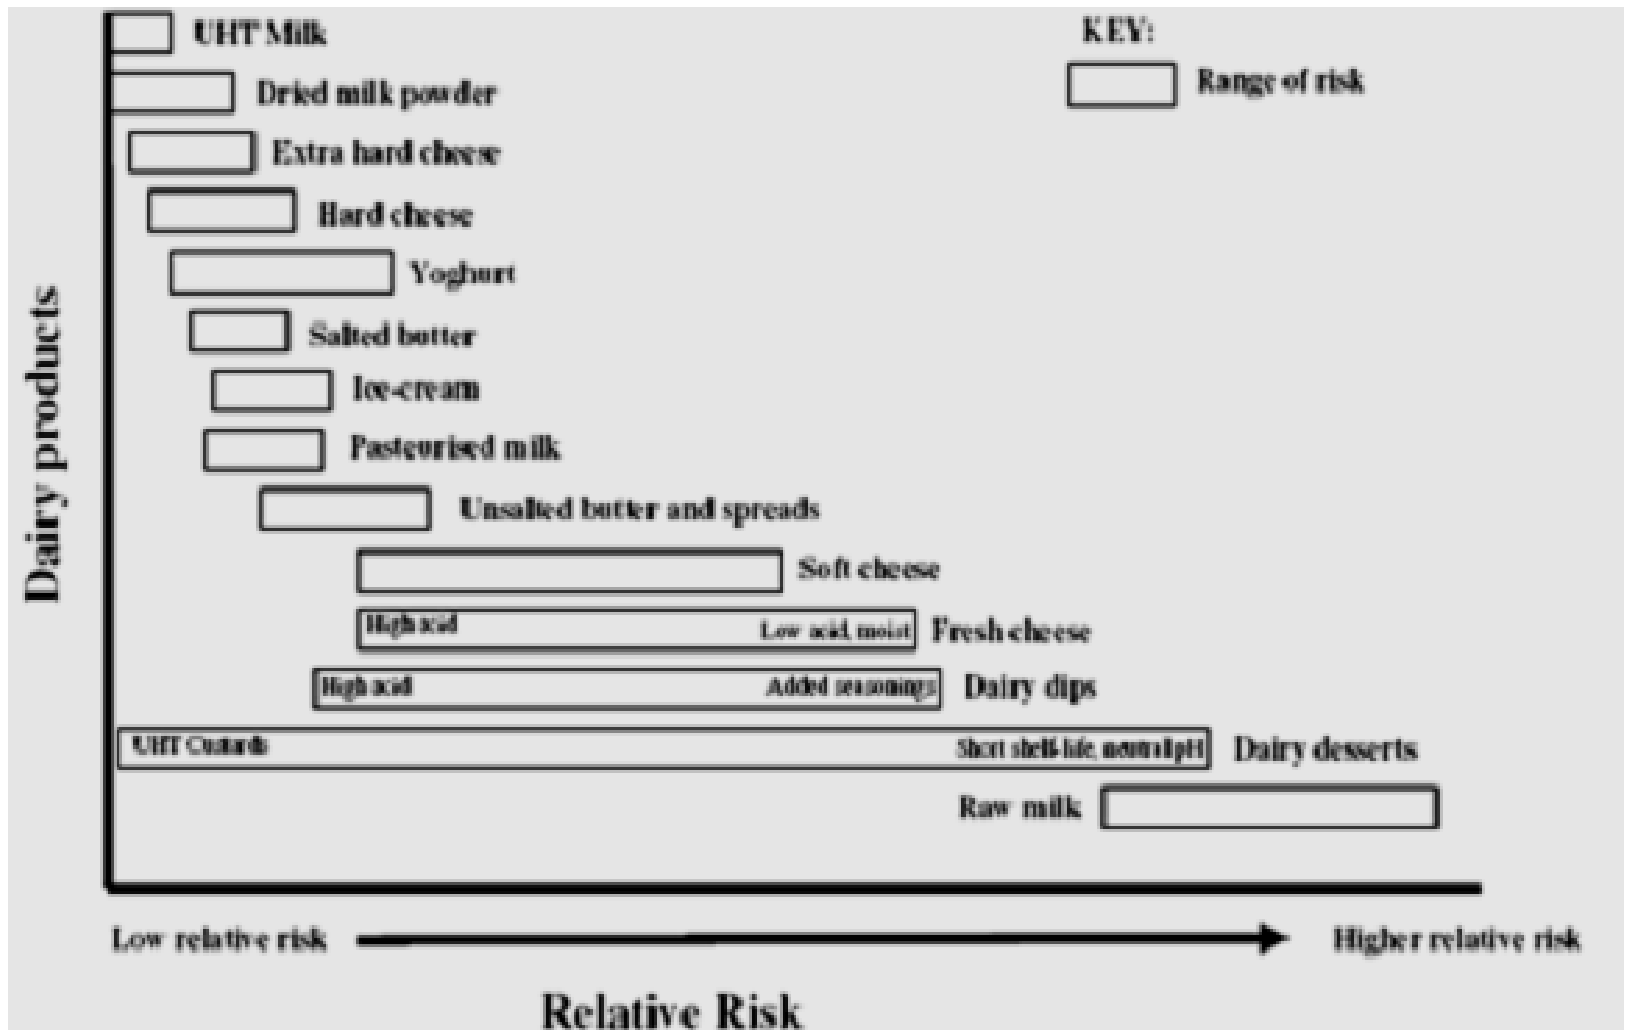 UHT Milk
KEY:
Dried milk powder
Range of risk
Extra hard cheese
Hard cheese
Yoghurt
Salted butter
Ice-cream
Pasteurised milk
Unsalted butter and spreads
Soft cheese
High acid Low acid, moist Fresh cheese
High acid Added seasonings Dairy dips
UHT Custards Short shelf-life, neutral pH Dairy desserts
Raw milk
Dairy products
Low relative risk Higher relative risk
Relative Risk